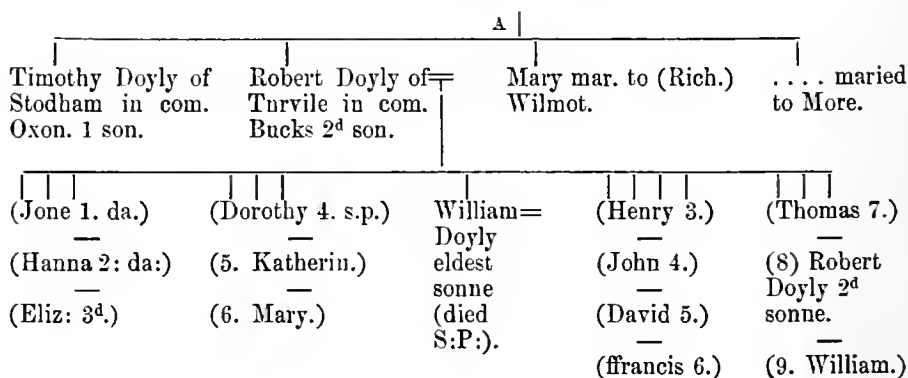 A
Timothy Doyly of
Stodham in com.
Oxon. 1 son.
Robert Doyly of
Turvile in com.
Bucks 2d son.
Mary mar. to (Rich.)
Wilmot.
.... maried
to More.
(Jone 1. da.)
(Hanna 2: da:)
(Eliz: 3d.)
(Dorothy 4. s.p.)
(5. Katherin.)
(6. Mary.)
William=
Doyly
eldest
sonne
(died
S:P:).
(Henry 3.)
(John 4.)
(David 5.)
(ffrancis 6.)
(Thomas 7.)
(8) Robert
Doyly 2d
sonne.
(9. William.)